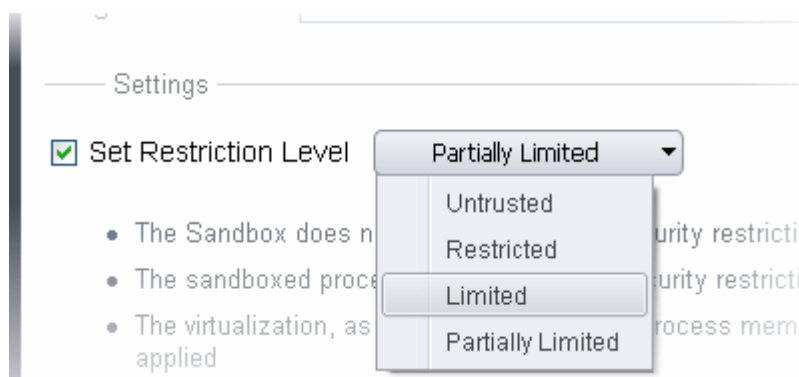 Settings
Set Restriction Level Partially Limited
Untrusted
Restricted
Limited
Partially Limited
The Sandbox does n urity restricti
The sandboxed proce urity restricti
The virtualization, as rocess mem
applied